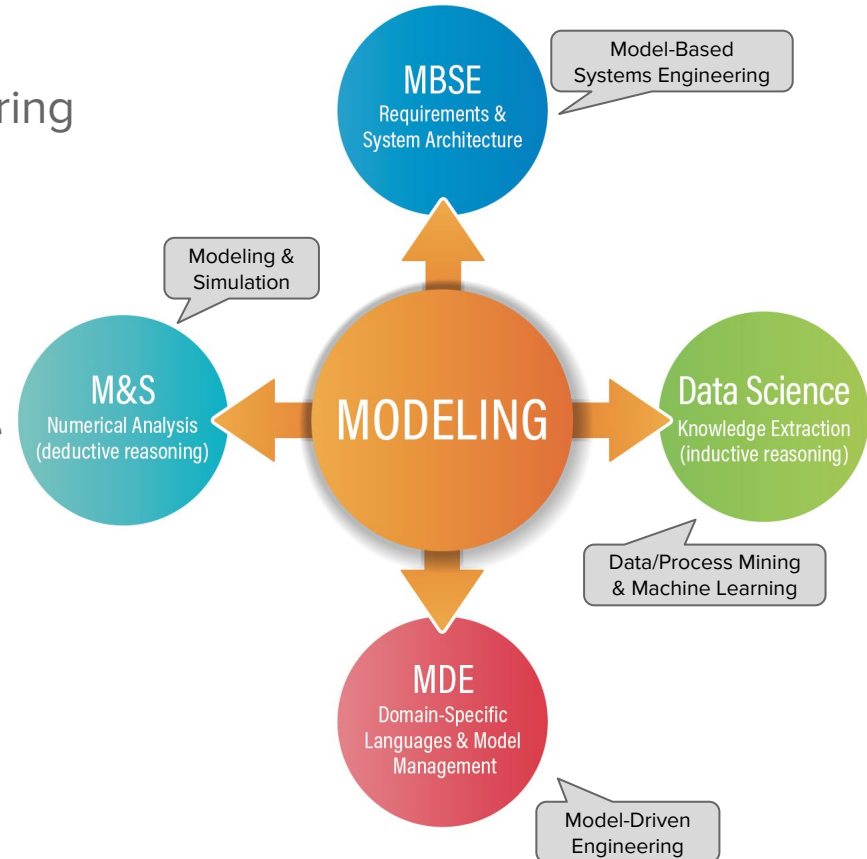 MBSE
Requirements &
System Architecture
Model-Based
Systems Engineering
ring
Modeling &
Simulation
M&S
Numerical Analysis
(deductive reasoning)
MODELING
Data Science
Knowledge Extraction
(inductive reasoning)
Data/Process Mining
& Machine Learning
MDE
Domain-Specific
Languages & Model
Management
Model-Driven
Engineering